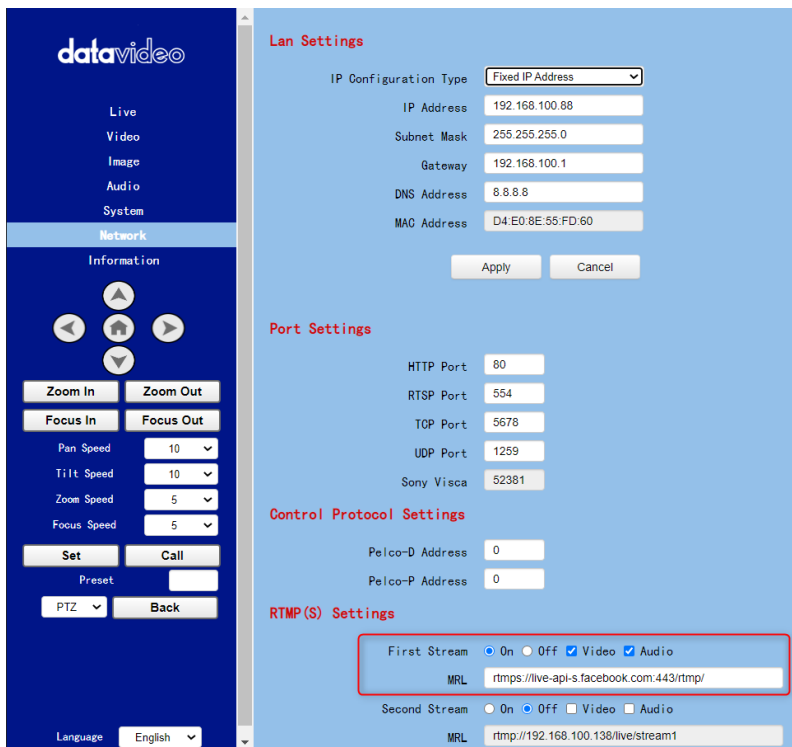 datavideo
Live
Video
Image
Audio
System
Network
Information
Zoom In Zoom Out
Focus In Focus Out
Pan Speed 10
Tilt Speed 10
Zoom Speed 5
Focus Speed 5
Set Call
Preset
PTZ Back
Language English
Lan Settings
IP Configuration Type Fixed IP Address
IP Address 192.168.100.88
Subnet Mask 255.255.255.0
Gateway 192.168.100.1
DNS Address 8.8.8.8
MAC Address D4:E0:8E:55:FD:60
Apply Cancel
Port Settings
HTTP Port 80
RTSP Port 554
TCP Port 5678
UDP Port 1259
Sony Visca 52381
Control Protocol Settings
Pelco-D Address 0
Pelco-P Address 0
RTMP(S) Settings
First Stream On Off Video Audio
MRL rtmps://live-api-s.facebook.com:443/rtmp/
Second Stream On Off Video Audio
MRL rtmp://192.168.100.138/live/stream1